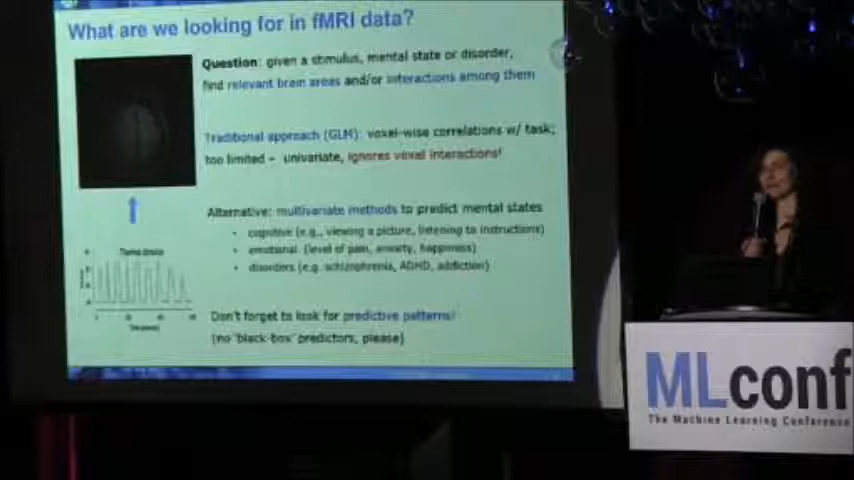 What are we looking for in fMRI data?
Question: given a stimulus, mental state or disorder,
find relevant brain areas and/or interactions among them
Traditional approach (GLM): voxel-wise correlations w/ task;
too limited - univariate, ignores voxel interactions!
Alternative: multivariate methods to predict mental states
• cognitive (e.g., viewing a picture, listening to instructions)
• emotional (level of pain, anxiety, happiness)
• disorders (e.g. schizophrenia, ADHD, addiction)
Don't forget to look for predictive patterns!
(no 'black-box' predictors, please)
MLconf
The Machine Learning Conference